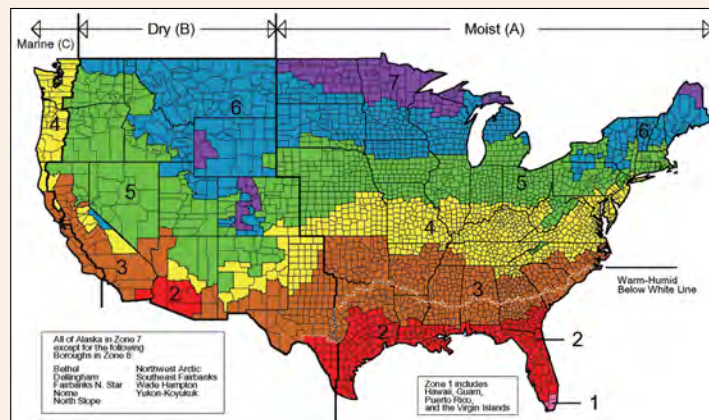 Marine (C)
Dry (B)
Moist (A)
7
6
4
6
5
5
4
3
3
2
2
Warm-Humid
Below White Line
2
1
All of Alaska in Zone 7
except for the following
Boroughs in Zone 8:
Bethel
Dellingham
Fairbanks N. Star
Nome
North Slope
Northwest Arctic
Southeast Fairbanks
Wade Hampton
Yukon-Koyukuk
Zone 1 includes
Hawaii, Guam,
Puerto Rico,
and the Virgin Islands